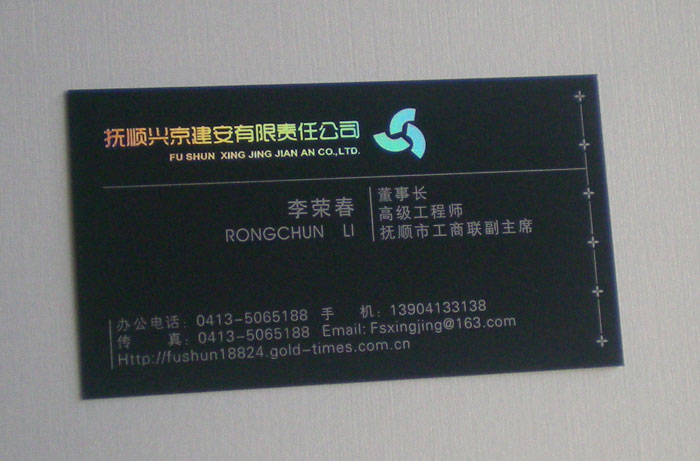 抚顺兴京建安有限责任公司
FU SHUN XING JING JIAN AN CO.,LTD.
李荣春
RONGCHUN LI
董事长
高级工程师
抚顺市工商联副主席
办公电话: 0413-5065188 手 机: 13904133138
传 真: 0413-5065188 Email: Fsxingjing@163.com
Http://fushun18824.gold-times.com.cn